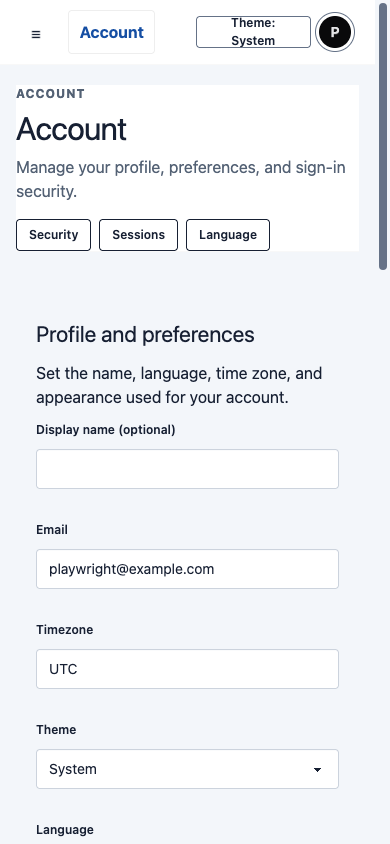 Account
Theme:
System
P
ACCOUNT
Account
Manage your profile, preferences, and sign-in
security.
Security Sessions Language
Profile and preferences
Set the name, language, time zone, and
appearance used for your account.
Display name (optional)
Email
playwright@example.com
Timezone
UTC
Theme
System
Language